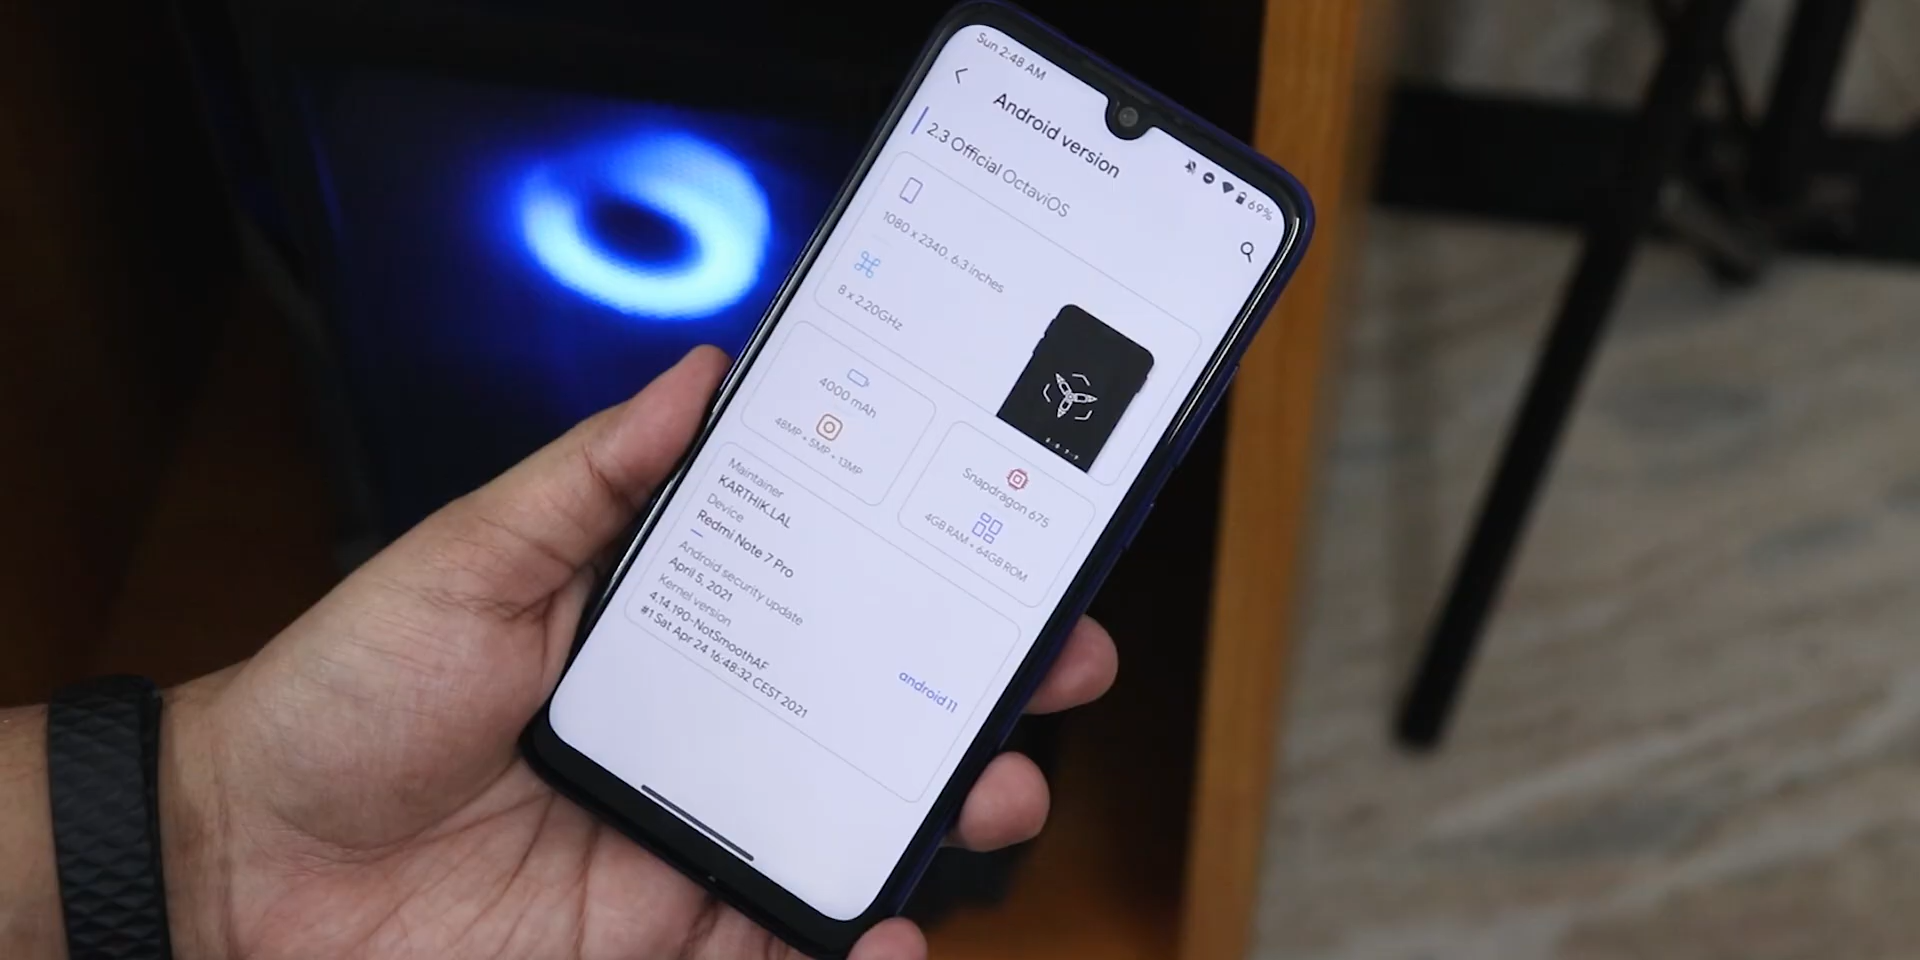 Sun 2:48 AM
69%
Android version
2.3 Official OctaviOS
1080 x 2340, 6.3 inches
8 x 2.20GHz
4000 mAh
48MP + 5MP + 13MP
Snapdragon 675
4GB RAM + 64GB ROM
Maintainer
KARTHIK.LAL
Device
Redmi Note 7 Pro
Android security update
April 5, 2021
Kernel version
4.14.190-NotSmoothAF
#1 Sat Apr 24 16:48:32 CEST 2021
android 11